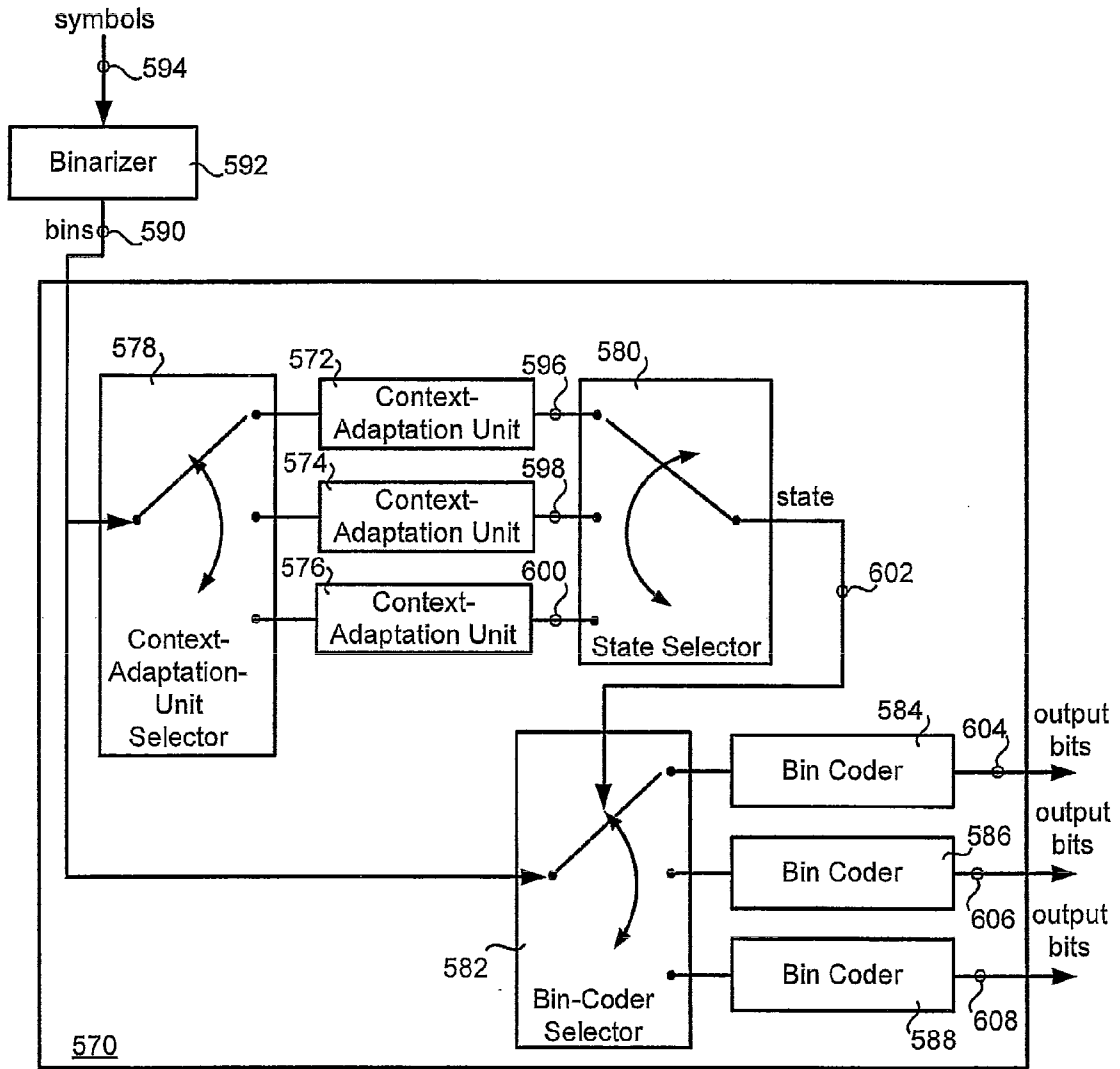 symbols
594
Binarizer
592
bins
590
578
572
596
580
Context-
Adaptation Unit
574
598
Context-
Adaptation Unit
state
576
600
602
Context-
Adaptation Unit
Context-
Adaptation-
Unit
Selector
State Selector
584
604
output
bits
Bin Coder
586
output
bits
Bin Coder
606
582
output
bits
Bin Coder
608
Bin-Coder
Selector
588
570